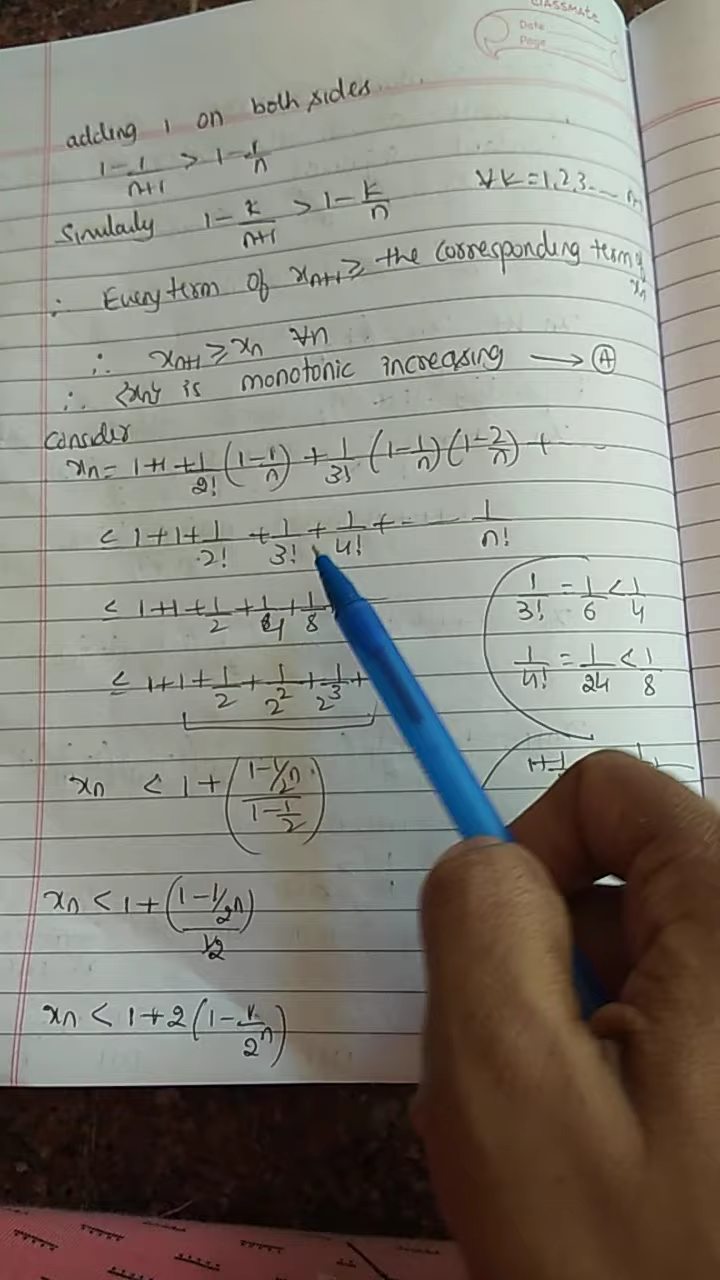 CLASSMATE
Date
Page
adding 1 on both sides......
1 - 1/(n+1) > 1 - 1/n
Similarly 1 - k/(n+1) > 1 - k/n ∀ k = 1,2,3 ---
∴ Every term of x_{n+1} ≥ the corresponding term of x_n
∴ x_{n+1} ≥ x_n ∀n
∴ <x_n> is monotonic increasing → Ⓐ
Consider
x_n = 1+1+1/2! (1 - 1/n) + 1/3! (1 - 1/n)(1 - 2/n) + ---
≤ 1+1+1/2! + 1/3! + 1/4! + ---- 1/n!
≤ 1+1+1/2+1/4+1/8
1/3! = 1/6 < 1/4
1/4! = 1/24 < 1/8
≤ 1+1+1/2+1/2²+1/2³+
x_n < 1 + ((1 - 1/2n)/(1 - 1/2))
x_n < 1 + ((1 - 1/2n)/(1/2))
x_n < 1+2(1 - 1/2^n)